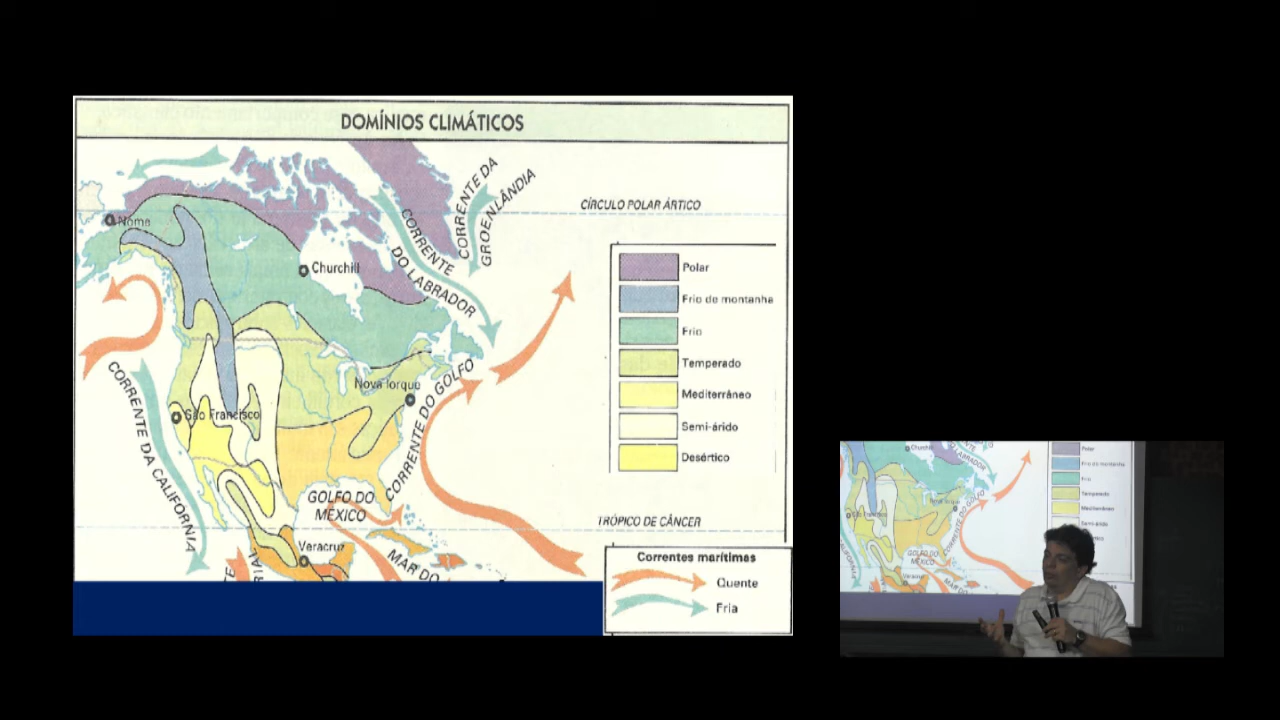 DOMÍNIOS CLIMÁTICOS
CORRENTE DA
GROENLÂNDIA
CÍRCULO POLAR ÁRTICO
Nome
CORRENTE
DO LABRADOR
Churchill
Polar
Frio de montanha
Frio
Temperado
Mediterrâneo
Semi-árido
Desértico
Nova Iorque
São Francisco
CORRENTE DO GOLFO
CORRENTE DA CALIFÓRNIA
GOLFO DO
MÉXICO
TRÓPICO DE CÂNCER
Veracruz
MAR DO
Correntes marítimas
Quente
Fria